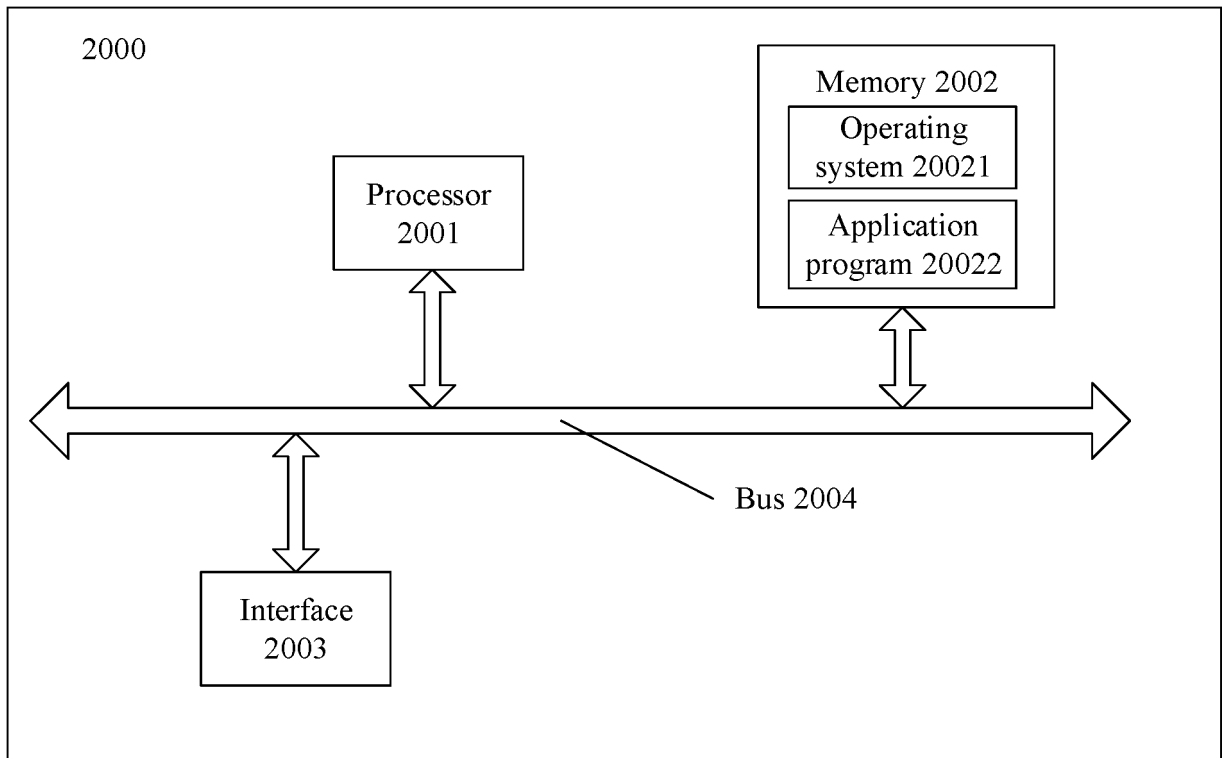 2000
Memory 2002
Operating
system 20021
Application
program 20022
Processor
2001
Bus 2004
Interface
2003